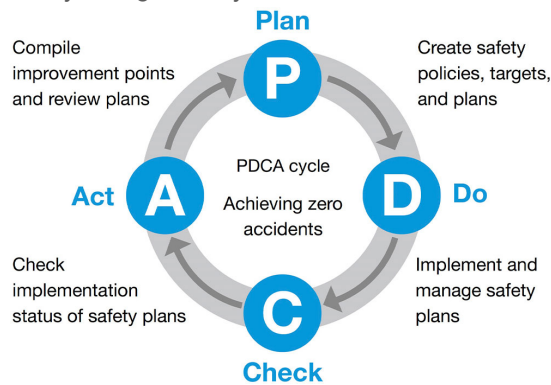 Plan
Compile
improvement points
and review plans
P
Create safety
policies, targets,
and plans
PDCA cycle
Achieving zero
accidents
Act
A
D
Do
Check
implementation
status of safety plans
Implement and
manage safety
plans
C
Check